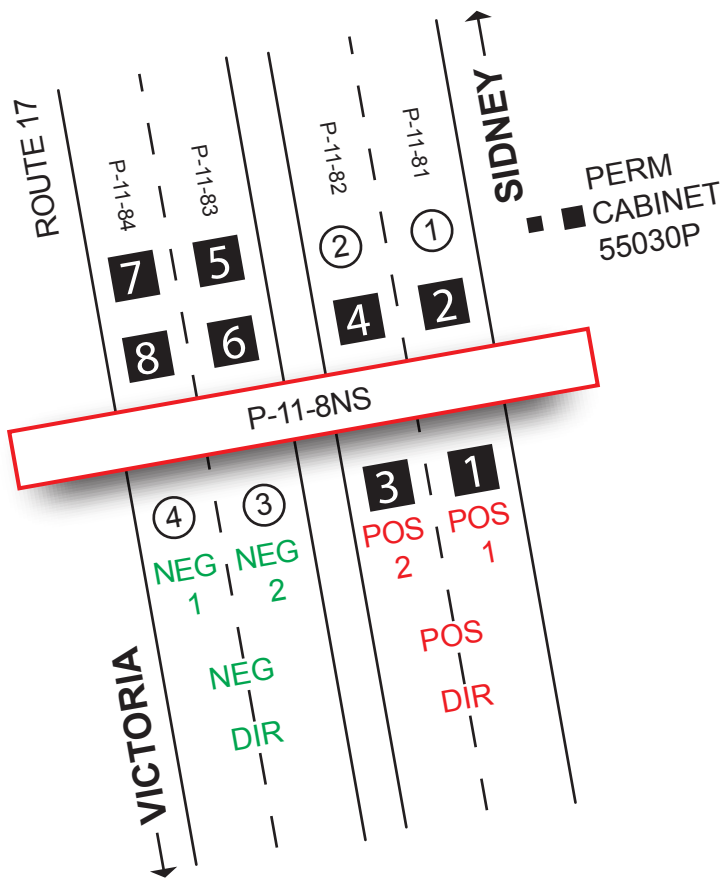 ROUTE 17
P-11-84
P-11-83
P-11-82
P-11-81
SIDNEY
PERM
CABINET
55030P
7
5
2
1
8
6
4
2
P-11-8NS
4
3
3
1
NEG
1
NEG
2
POS
2
POS
1
NEG
DIR
POS
DIR
VICTORIA